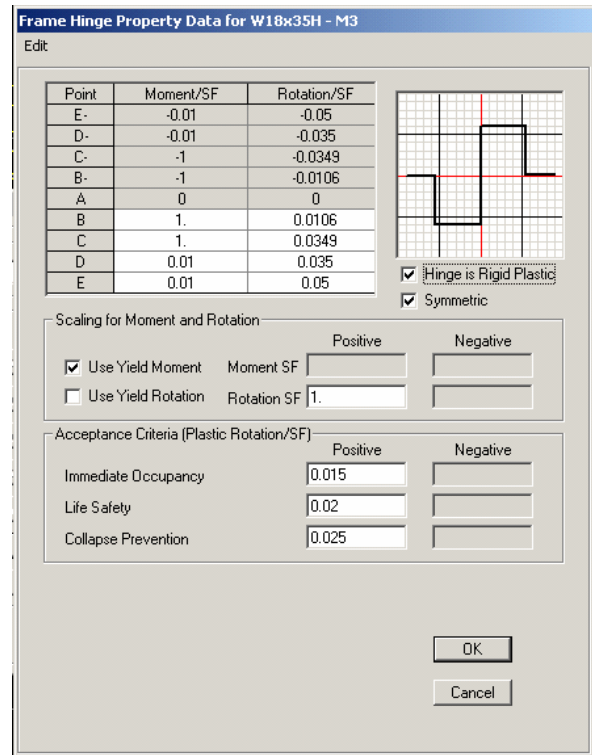 Frame Hinge Property Data for W18x35H - M3
Edit
Point Moment/SF Rotation/SF
E- -0.01 -0.05
D- -0.01 -0.035
C- -1 -0.0349
B- -1 -0.0106
A 0 0
B 1. 0.0106
C 1. 0.0349
D 0.01 0.035
E 0.01 0.05
Hinge is Rigid Plastic
Symmetric
Scaling for Moment and Rotation
Positive Negative
Use Yield Moment Moment SF
Use Yield Rotation Rotation SF 1.
Acceptance Criteria (Plastic Rotation/SF)
Positive Negative
Immediate Occupancy 0.015
Life Safety 0.02
Collapse Prevention 0.025
OK
Cancel